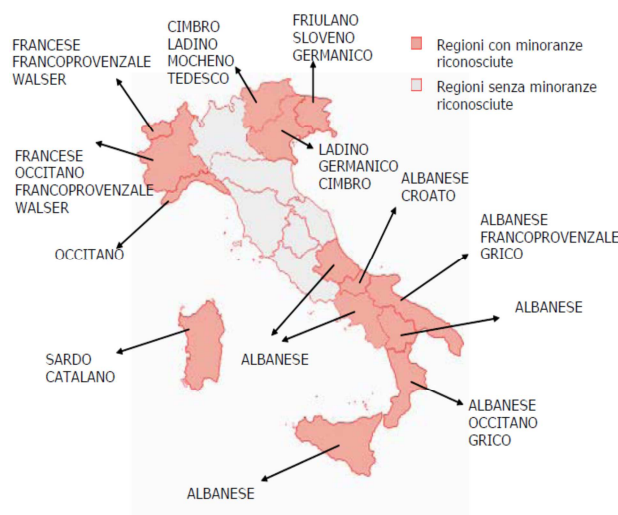 FRANCESE
FRANCOPROVENZALE
WALSER
CIMBRO
LADINO
MOCHENO
TEDESCO
FRIULANO
SLOVENO
GERMANICO
Regioni con minoranze
riconosciute
Regioni senza minoranze
riconosciute
FRANCESE
OCCITANO
FRANCOPROVENZALE
WALSER
LADINO
GERMANICO
CIMBRO
ALBANESE
CROATO
ALBANESE
FRANCOPROVENZALE
GRICO
OCCITANO
ALBANESE
SARDO
CATALANO
ALBANESE
ALBANESE
OCCITANO
GRICO
ALBANESE